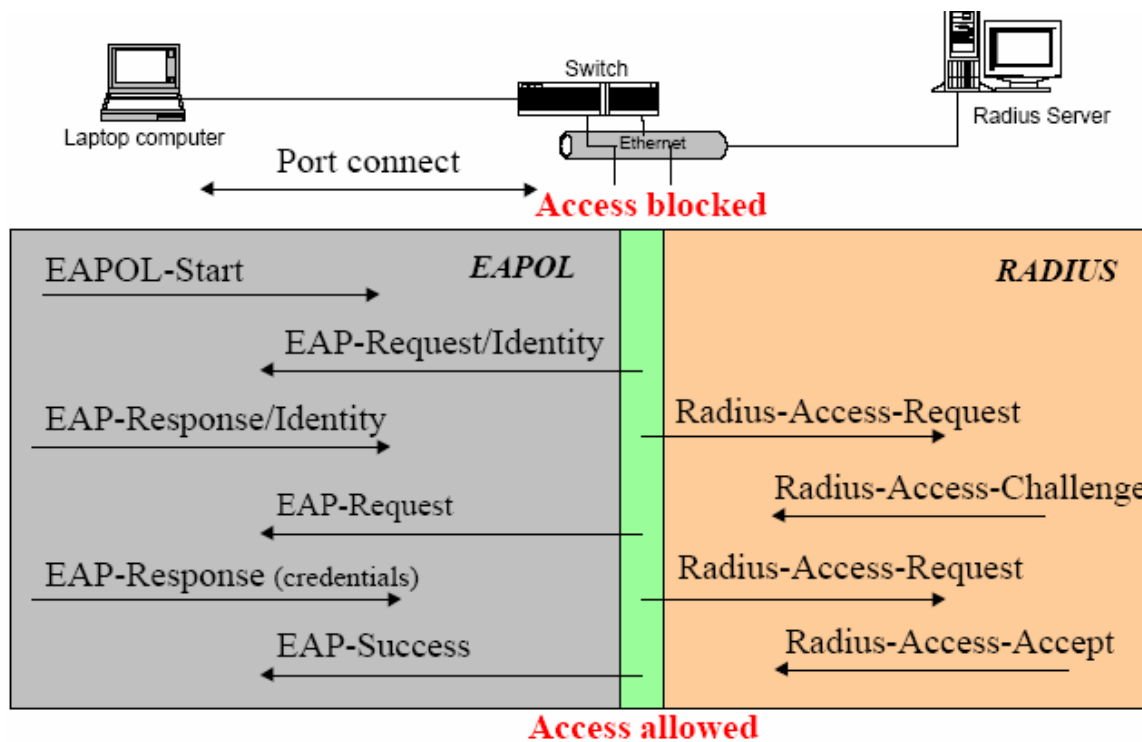 Switch
Laptop computer
Radius Server
Ethernet
Port connect
Access blocked
EAPOL
RADIUS
EAPOL-Start
EAP-Request/Identity
EAP-Response/Identity
Radius-Access-Request
Radius-Access-Challenge
EAP-Request
EAP-Response (credentials)
Radius-Access-Request
EAP-Success
Radius-Access-Accept
Access allowed